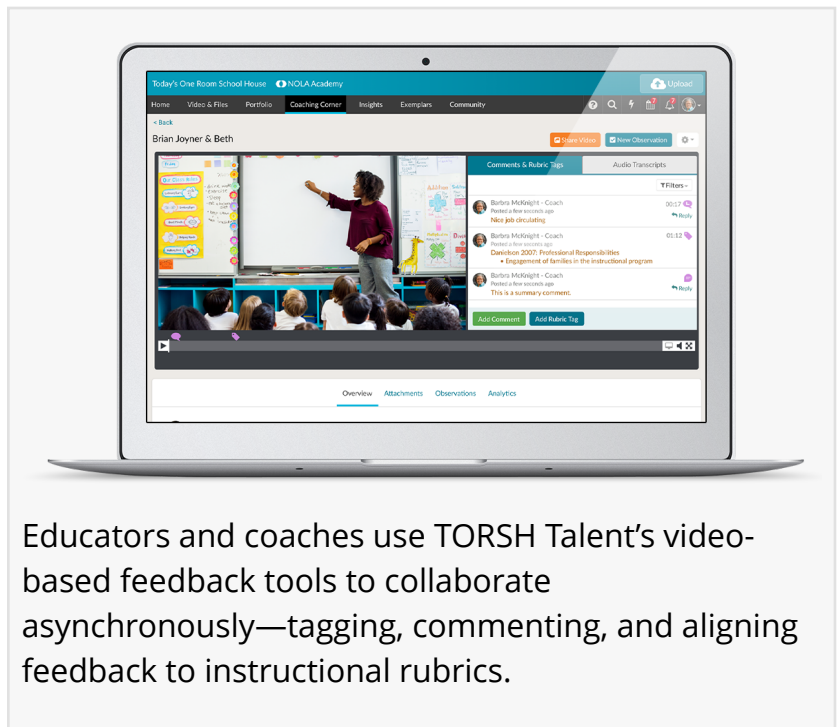 Today's One Room School House NOLA Academy
Upload
Home Video & Files Portfolio Coaching Corner Insights Exemplars Community
< Back
Brian Joyner & Beth
Share Video New Observation
Comments & Rubric Tags Audio Transcripts
Filters
Barbra McKnight - Coach 00:17
Posted a few seconds ago
Reply
Nice job circulating
Barbra McKnight - Coach 01:12
Posted a few seconds ago
Danielson 2007: Professional Responsibilities
• Engagement of families in the instructional program
Barbra McKnight - Coach
Posted a few seconds ago
Reply
This is a summary comment.
Add Comment Add Rubric Tag
Addition
Overview Attachments Observations Analytics
Educators and coaches use TORSH Talent’s video-
based feedback tools to collaborate
asynchronously—tagging, commenting, and aligning
feedback to instructional rubrics.